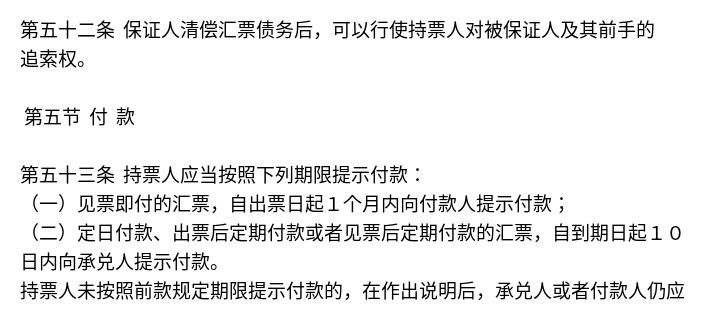 第五十二条 保证人清偿汇票债务后，可以行使持票人对被保证人及其前手的
追索权。
第五节 付 款
第五十三条 持票人应当按照下列期限提示付款：
（一）见票即付的汇票，自出票日起１个月内向付款人提示付款；
（二）定日付款、出票后定期付款或者见票后定期付款的汇票，自到期日起１０
日内向承兑人提示付款。
持票人未按照前款规定期限提示付款的，在作出说明后，承兑人或者付款人仍应